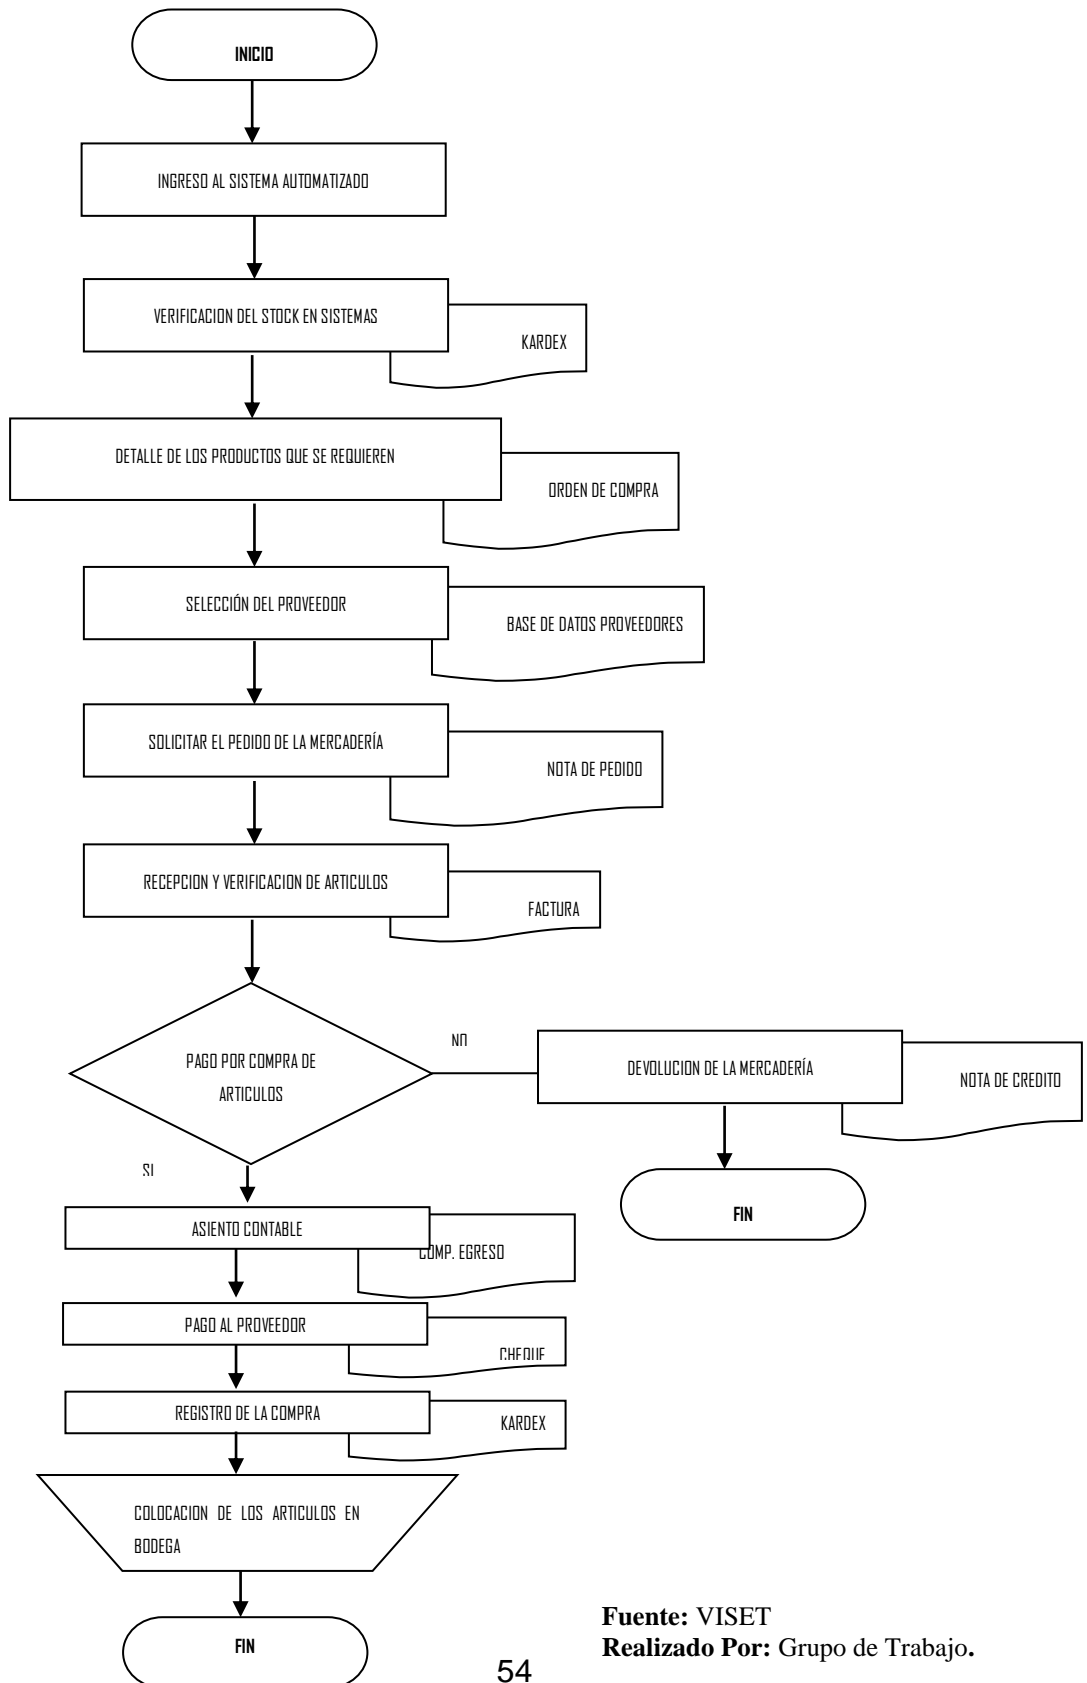 INICIO
INGRESO AL SISTEMA AUTOMATIZADO
VERIFICACION DEL STOCK EN SISTEMAS
KARDEX
DETALLE DE LOS PRODUCTOS QUE SE REQUIEREN
ORDEN DE COMPRA
SELECCIÓN DEL PROVEEDOR
BASE DE DATOS PROVEEDORES
SOLICITAR EL PEDIDO DE LA MERCADERÍA
NOTA DE PEDIDO
RECEPCION Y VERIFICACION DE ARTICULOS
FACTURA
PAGO POR COMPRA DE
ARTICULOS
NO
DEVOLUCION DE LA MERCADERÍA
NOTA DE CREDITO
FIN
SI
ASIENTO CONTABLE
COMP. EGRESO
PAGO AL PROVEEDOR
CHEQUE
REGISTRO DE LA COMPRA
KARDEX
COLOCACION DE LOS ARTICULOS EN
BODEGA
FIN
Fuente: VISET
Realizado Por: Grupo de Trabajo.
54